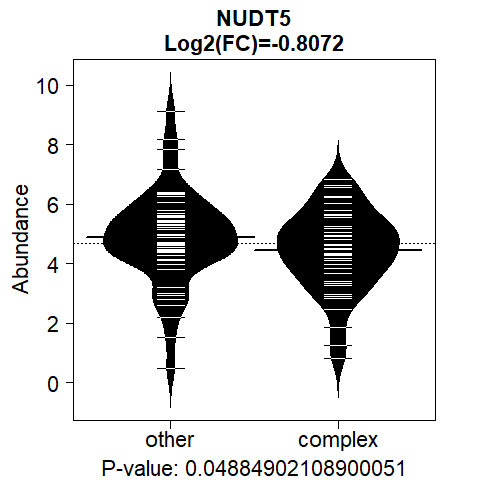 NUDT5
Log2(FC)=-0.8072
Abundance
10
8
6
4
2
0
other complex
P-value: 0.04884902108900051